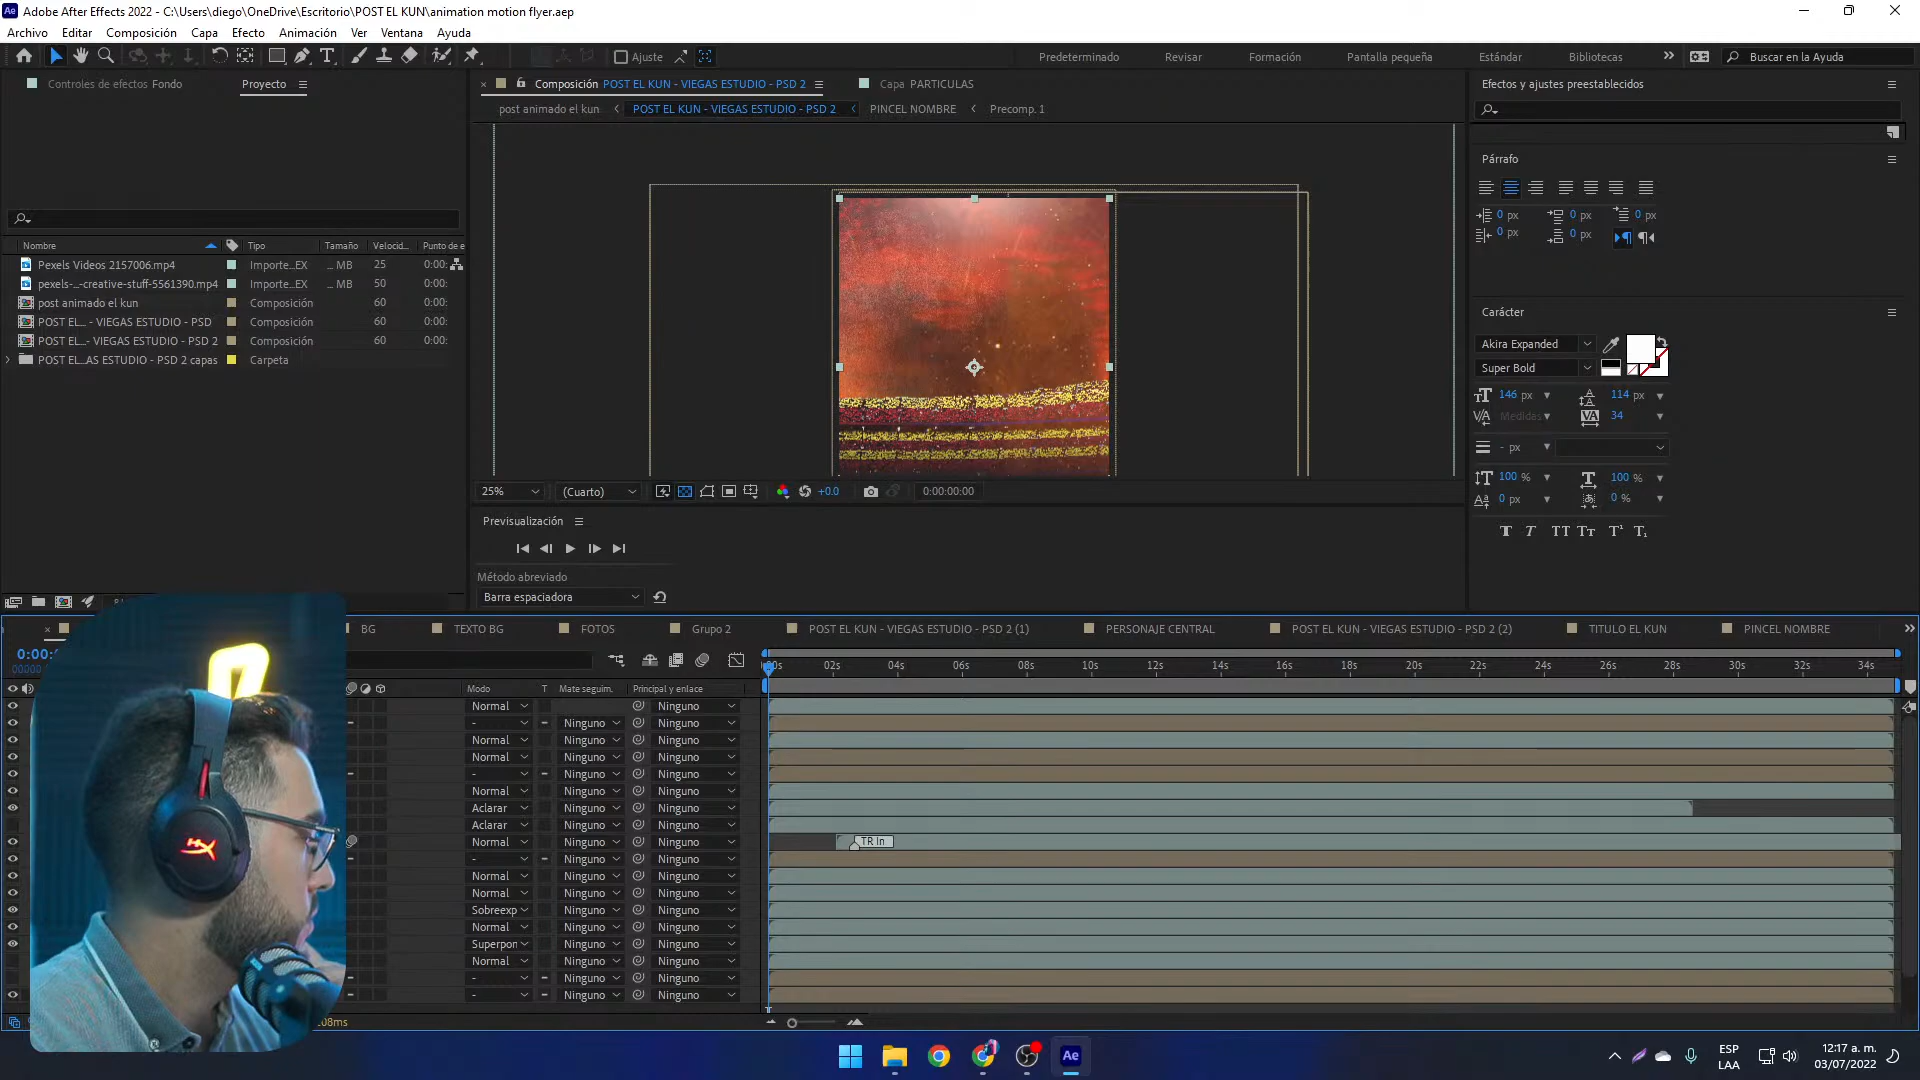 Adobe After Effects 2022 - C:\Users\diego\OneDrive\Escritorio\POST EL KUN\animation motion flyer.aep
Archivo Editar Composición Capa Efecto Animación Ver Ventana Ayuda
Ajuste Predeterminado Revisar Formación Pantalla pequeña Estándar Bibliotecas Buscar en la Ayuda
Controles de efectos Fondo Proyecto
Composición POST EL KUN - VIEGAS ESTUDIO - PSD 2 Capa PARTICULAS
post animado el kun POST EL KUN - VIEGAS ESTUDIO - PSD 2 PINCEL NOMBRE Precomp. 1
Nombre Tipo Tamaño Velocid... Punto de e
Pexels Videos 2157006.mp4 Importe...EX ... MB 25 0:00:
pexels-...-creative-stuff-5561390.mp4 Importe...EX ... MB 50 0:00:
post animado el kun Composición 60 0:00:
POST EL... - VIEGAS ESTUDIO - PSD Composición 60 0:00:
POST EL...- VIEGAS ESTUDIO - PSD 2 Composición 60 0:00:
POST EL...AS ESTUDIO - PSD 2 capas Carpeta
25% (Cuarto) +0.0 0:00:00:00
Previsualización
Método abreviado
Barra espaciadora
Efectos y ajustes preestablecidos
Párrafo
0 px 0 px 0 px
0 px 0 px
Carácter
Akira Expanded
Super Bold
146 px 114 px
Medidas 34
- px
100 % 100 %
0 px 0 %
BG TEXTO BG FOTOS Grupo 2 POST EL KUN - VIEGAS ESTUDIO - PSD 2 (1) PERSONAJE CENTRAL POST EL KUN - VIEGAS ESTUDIO - PSD 2 (2) TITULO EL KUN PINCEL NOMBRE
02s 04s 06s 08s 10s 12s 14s 16s 18s 20s 22s 24s 26s 28s 30s 32s 34s
Modo T Mate seguim. Principal y enlace
Normal Ninguno
- Ninguno Ninguno
Normal Ninguno Ninguno
Normal Ninguno Ninguno
- Ninguno Ninguno
Normal Ninguno Ninguno
Aclarar Ninguno Ninguno
Aclarar Ninguno Ninguno
Normal Ninguno Ninguno TR In
- Ninguno Ninguno
Normal Ninguno Ninguno
Normal Ninguno Ninguno
Sobreexp Ninguno Ninguno
Normal Ninguno Ninguno
Superpon Ninguno Ninguno
Normal Ninguno Ninguno
- Ninguno Ninguno
- Ninguno Ninguno
08ms
ESP
LAA
12:17 a. m.
03/07/2022